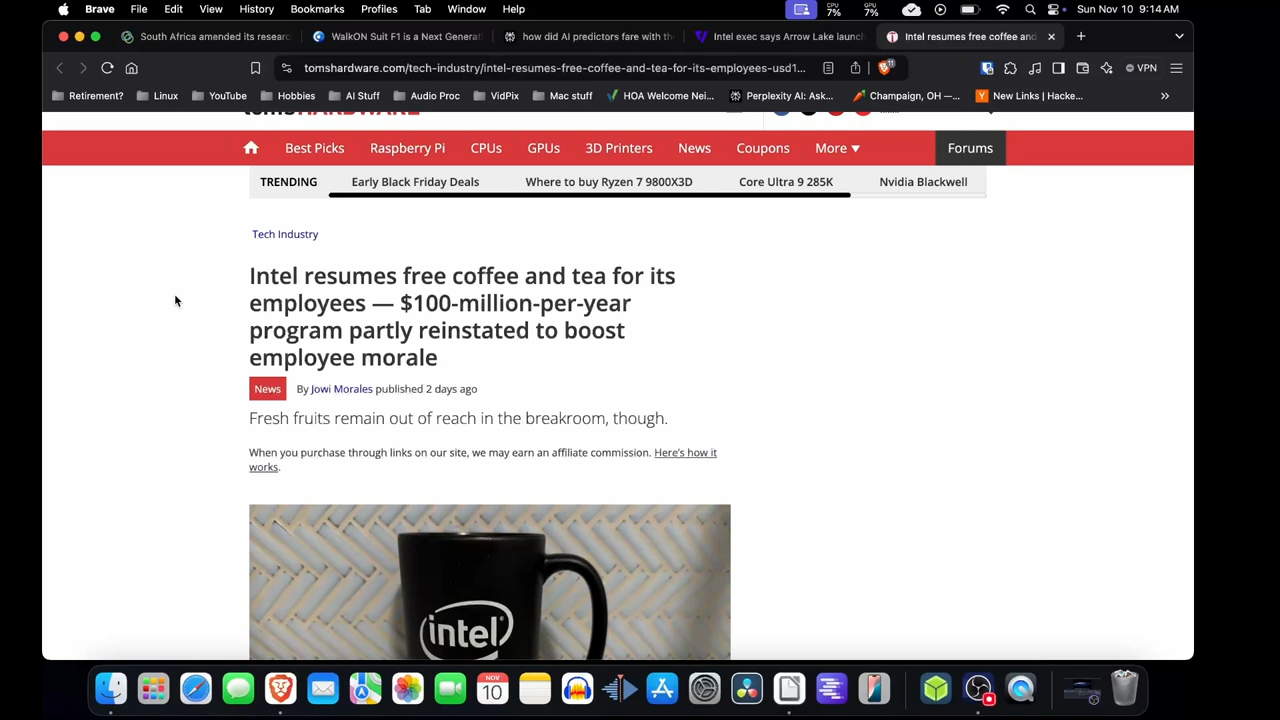 Brave File Edit View History Bookmarks Profiles Tab Window Help CPU 7% GPU 7% Sun Nov 10 9:14 AM
South Africa amended its researc WalkON Suit F1 is a Next Generat how did AI predictors fare with the Intel exec says Arrow Lake launch Intel resumes free coffee and
tomshardware.com/tech-industry/intel-resumes-free-coffee-and-tea-for-its-employees-usd1... 11 VPN
Retirement? Linux YouTube Hobbies AI Stuff Audio Proc VidPix Mac stuff HOA Welcome Nei... Perplexity AI: Ask... Champaign, OH —... New Links | Hacke... »
Best Picks Raspberry Pi CPUs GPUs 3D Printers News Coupons More ▼ Forums
TRENDING Early Black Friday Deals Where to buy Ryzen 7 9800X3D Core Ultra 9 285K Nvidia Blackwell
Tech Industry
Intel resumes free coffee and tea for its
employees — $100-million-per-year
program partly reinstated to boost
employee morale
News By Jowi Morales published 2 days ago
Fresh fruits remain out of reach in the breakroom, though.
When you purchase through links on our site, we may earn an affiliate commission. Here's how it
works.
intel
NOV
10